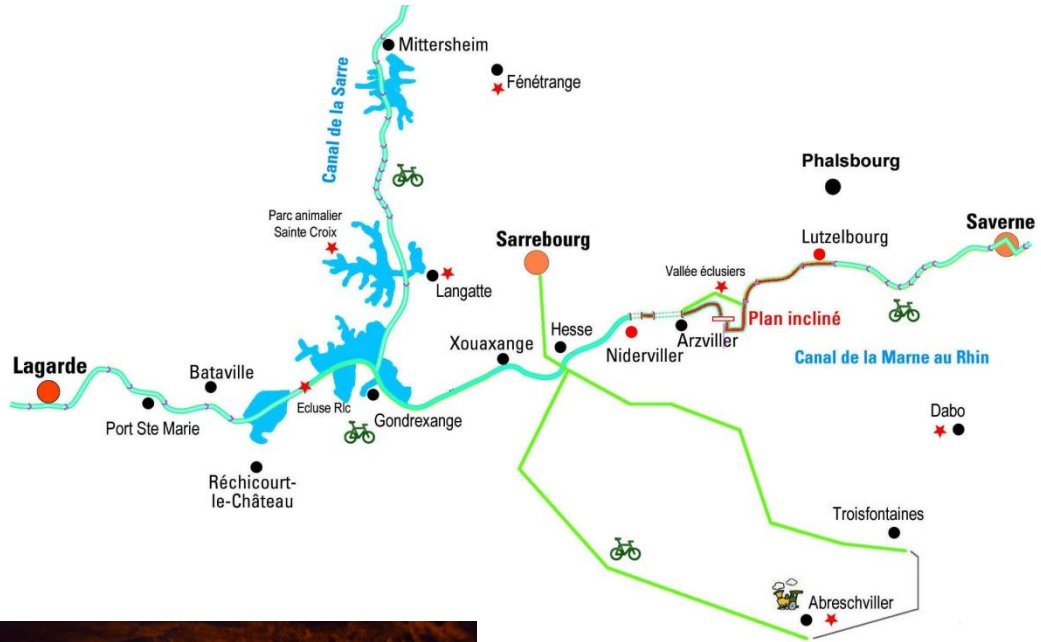 Mittersheim
Fénétrange
Canal de la Sarre
Phalsbourg
Parc animalier
Sainte Croix
Sarrebourg
Saverne
Lutzelbourg
Langatte
Vallée éclusiers
Plan incliné
Hesse
Xouaxange
Arzviller
Niderviller
Canal de la Marne au Rhin
Lagarde
Bataville
Ecluse Rlc
Gondrexange
Port Ste Marie
Dabo
Réchicourt-
le-Château
Troisfontaines
Abreschviller